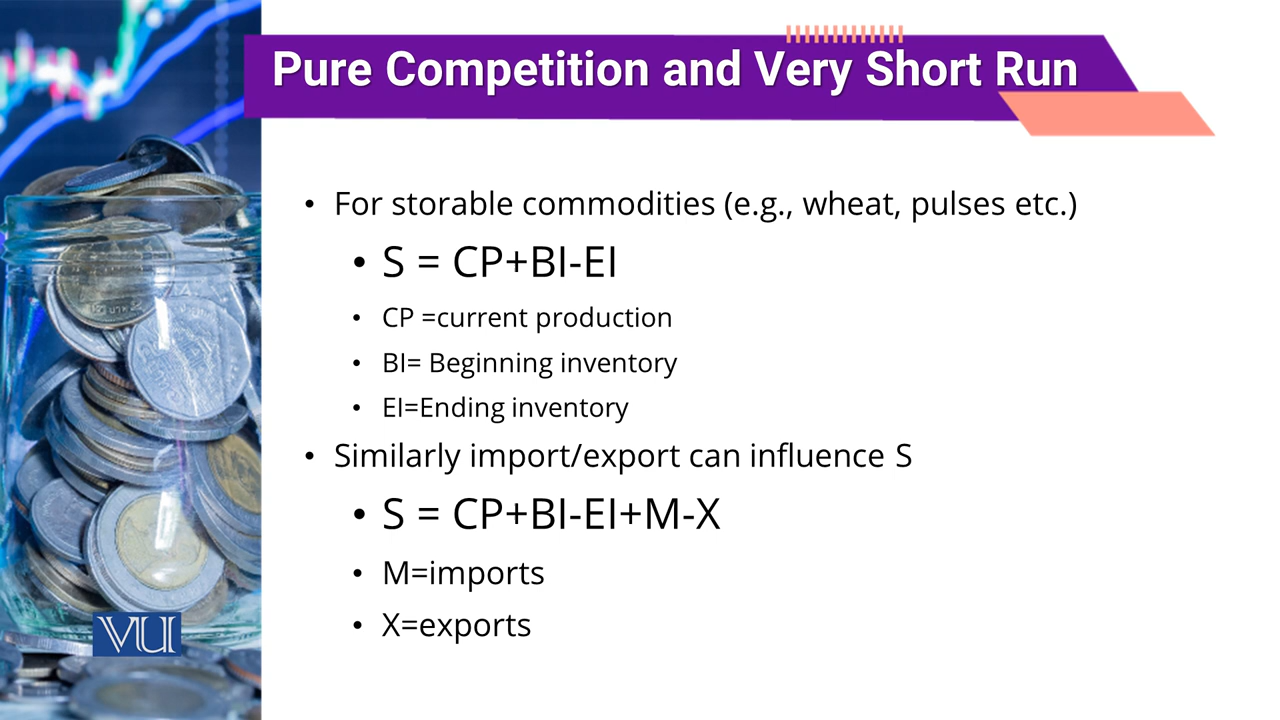 Pure Competition and Very Short Run
• For storable commodities (e.g., wheat, pulses etc.)
• S = CP+BI-EI
• CP =current production
• BI= Beginning inventory
• EI=Ending inventory
• Similarly import/export can influence S
• S = CP+BI-EI+M-X
• M=imports
• X=exports
VU